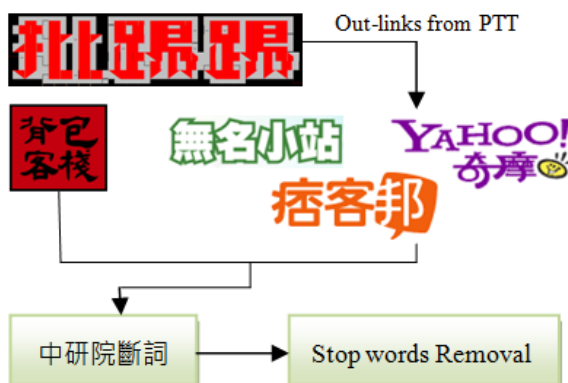 批踢踢
Out-links from PTT
背包
客棧
無名小站
YAHOO!
奇摩
痞客邦
中研院斷詞
Stop words Removal